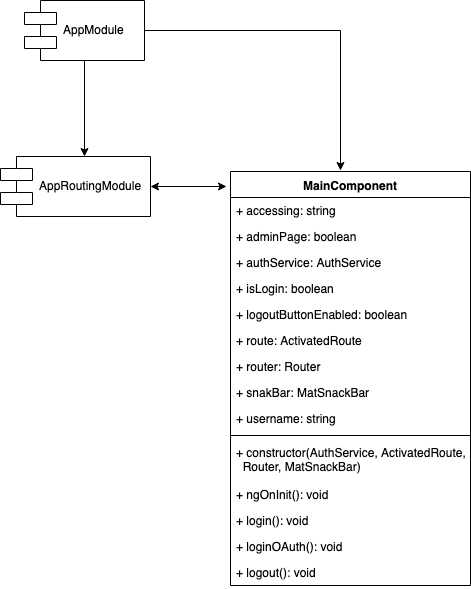 AppModule
AppRoutingModule
MainComponent
+ accessing: string
+ adminPage: boolean
+ authService: AuthService
+ isLogin: boolean
+ logoutButtonEnabled: boolean
+ route: ActivatedRoute
+ router: Router
+ snakBar: MatSnackBar
+ username: string
+ constructor(AuthService, ActivatedRoute,
Router, MatSnackBar)
+ ngOnInit(): void
+ login(): void
+ loginOAuth(): void
+ logout(): void